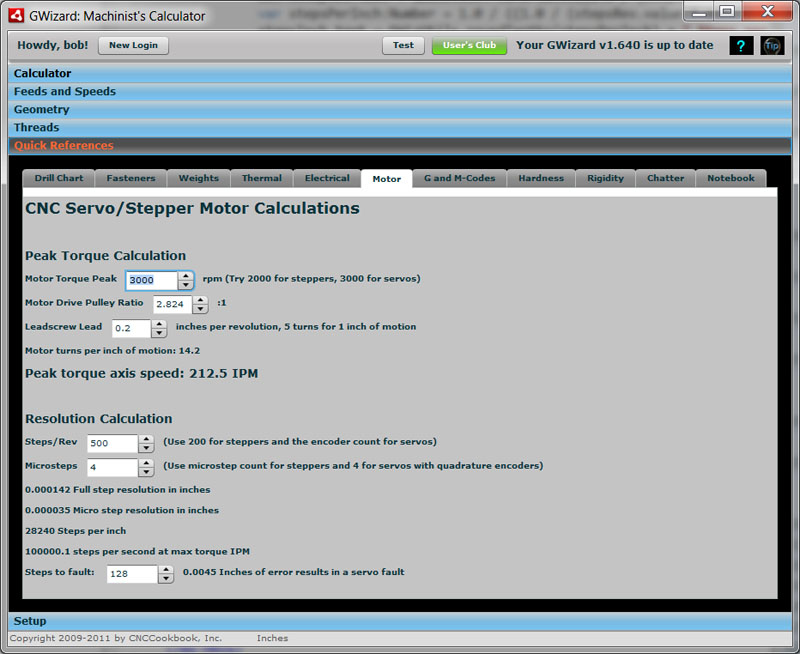 GWizard: Machinist's Calculator
Howdy, bob! New Login Test User's Club Your GWizard v1.640 is up to date ? Tip
Calculator
Feeds and Speeds
Geometry
Threads
Quick References
Drill Chart Fasteners Weights Thermal Electrical Motor G and M-Codes Hardness Rigidity Chatter Notebook
CNC Servo/Stepper Motor Calculations
Peak Torque Calculation
Motor Torque Peak 3000 rpm (Try 2000 for steppers, 3000 for servos)
Motor Drive Pulley Ratio 2.824 :1
Leadscrew Lead 0.2 inches per revolution, 5 turns for 1 inch of motion
Motor turns per inch of motion: 14.2
Peak torque axis speed: 212.5 IPM
Resolution Calculation
Steps/Rev 500 (Use 200 for steppers and the encoder count for servos)
Microsteps 4 (Use microstep count for steppers and 4 for servos with quadrature encoders)
0.000142 Full step resolution in inches
0.000035 Micro step resolution in inches
28240 Steps per inch
100000.1 steps per second at max torque IPM
Steps to fault: 128 0.0045 Inches of error results in a servo fault
Setup
Copyright 2009-2011 by CNCCookbook, Inc. Inches